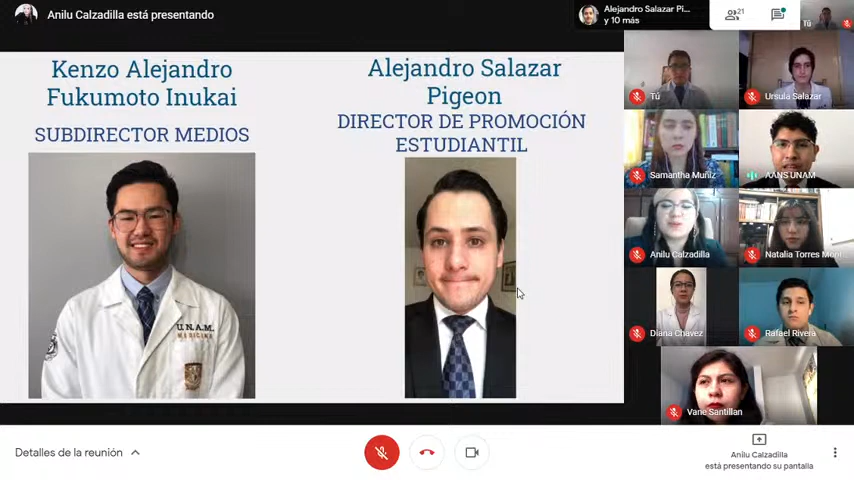 Anilu Calzadilla está presentando
Alejandro Salazar Pi...
y 10 más
21
Tú
Kenzo Alejandro
Fukumoto Inukai
SUBDIRECTOR MEDIOS
Alejandro Salazar
Pigeon
DIRECTOR DE PROMOCIÓN
ESTUDIANTIL
U.N.A.M.
MEDICINA
Tú
Ursula Salazar
Samantha Muñiz
AANS UNAM
Anilu Calzadilla
Natalia Torres Mon
Diana Chavez
Rafael Rivera
Vane Santillan
Detalles de la reunión
Anilu Calzadilla
está presentando su pantalla